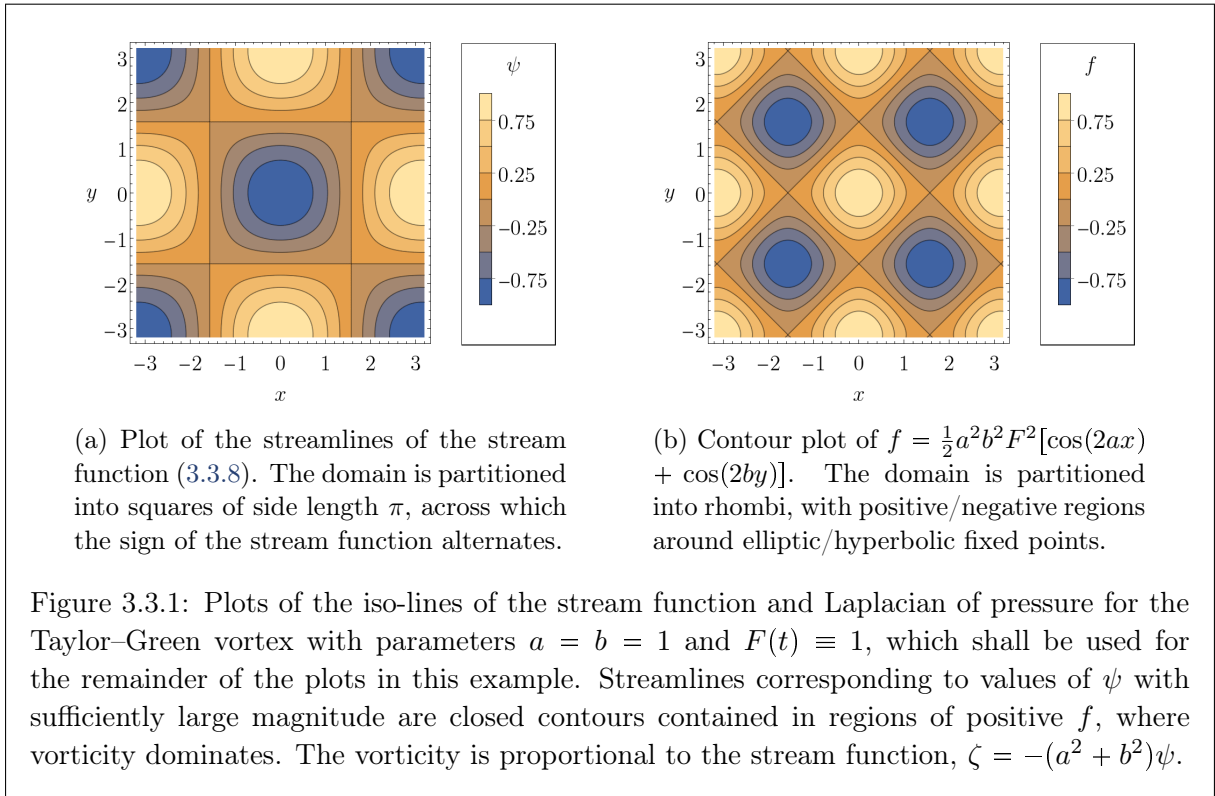 3
2
1
0
−1
−2
−3
y
−3 −2 −1 0 1 2 3
x
ψ
0.75
0.25
−0.25
−0.75
3
2
1
0
−1
−2
−3
y
−3 −2 −1 0 1 2 3
x
f
0.75
0.25
−0.25
−0.75
(a) Plot of the streamlines of the stream
function (3.3.8). The domain is partitioned
into squares of side length π, across which
the sign of the stream function alternates.
(b) Contour plot of f = ½a²b²F²[cos(2ax)
+ cos(2by)]. The domain is partitioned
into rhombi, with positive/negative regions
around elliptic/hyperbolic fixed points.
Figure 3.3.1: Plots of the iso-lines of the stream function and Laplacian of pressure for the
Taylor–Green vortex with parameters a = b = 1 and F(t) ≡ 1, which shall be used for
the remainder of the plots in this example. Streamlines corresponding to values of ψ with
sufficiently large magnitude are closed contours contained in regions of positive f, where
vorticity dominates. The vorticity is proportional to the stream function, ζ = −(a² + b²)ψ.